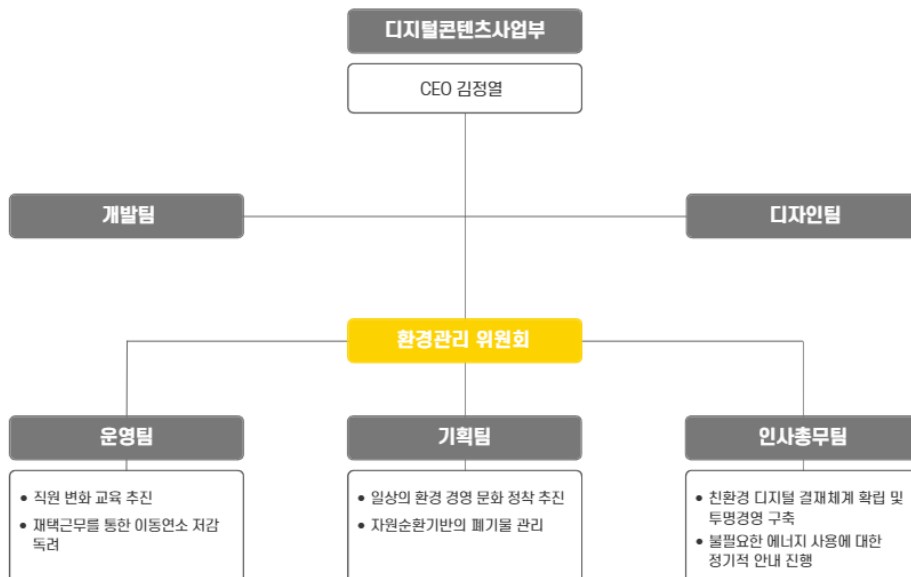 디지털콘텐츠사업부
CEO 김정열
개발팀
디자인팀
환경관리 위원회
운영팀
기획팀
인사총무팀
• 직원 변화 교육 추진
• 재택근무를 통한 이동연소 저감
독려
• 일상의 환경 경영 문화 정착 추진
• 자원순환기반의 폐기물 관리
• 친환경 디지털 결재체계 확립 및
투명경영 구축
• 불필요한 에너지 사용에 대한
정기적 안내 진행